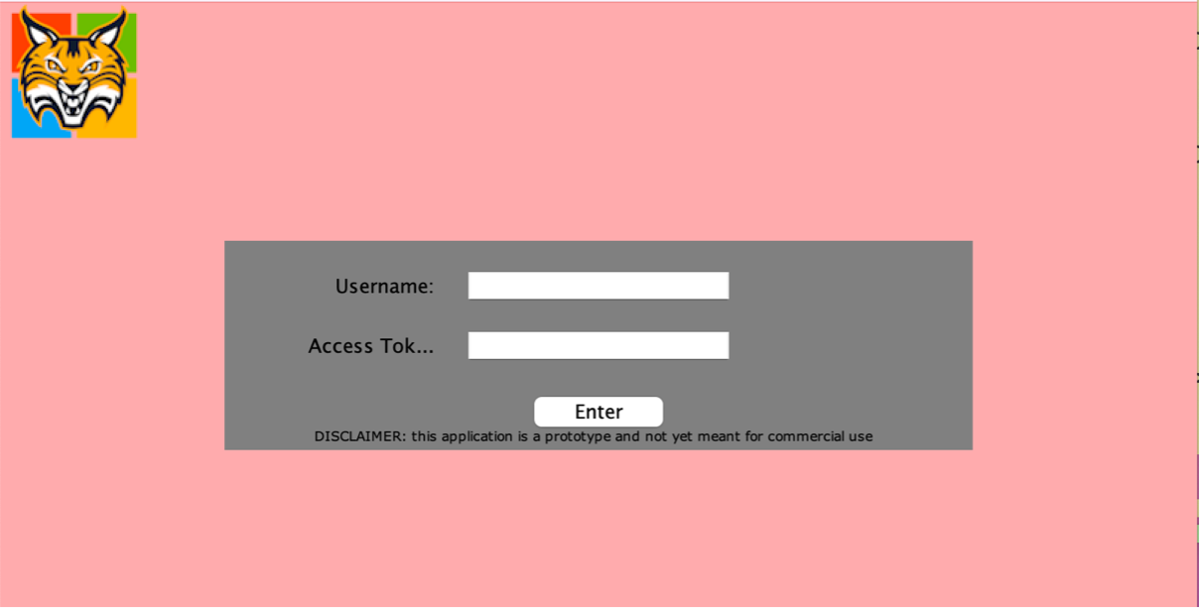 Username:
Access Tok...
Enter
DISCLAIMER: this application is a prototype and not yet meant for commercial use